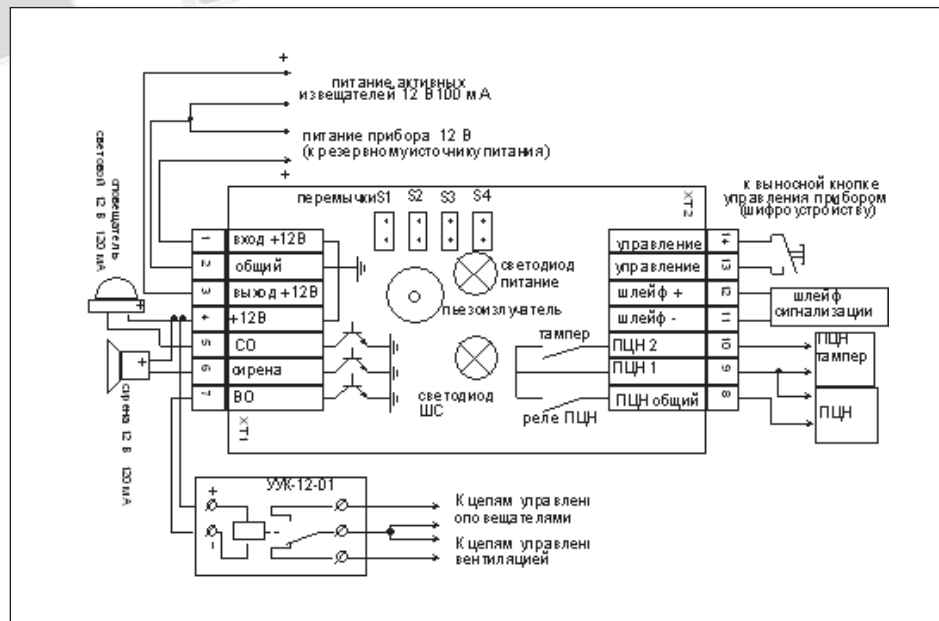 +
питание активных
извещателей 12 В 100 мА
питание прибора 12 В
(к резервному источнику питания)
+
перемычки S1 S2 S3 S4
XT2
к выносной кнопке
управления прибором
(шифроустройству)
оповещатель
световой 12 В 120 мА
+
сирена 12 В 120 мА
+
1 вход +12В
2 общий
3 выход +12В
4 +12В
5 СО
6 сирена
7 ВО
XT1
светодиод
питание
пьезоизлучатель
светодиод
ШС
тампер
реле ПЦН
управление 14
управление 13
шлейф + 12
шлейф - 11
ПЦН 2 10
ПЦН 1 9
ПЦН общий 8
шлейф
сигнализации
ПЦН
тампер
ПЦН
УУК-12-01
+
-
К цепям управлені
оповещателями
К цепям управлені
вентиляцией